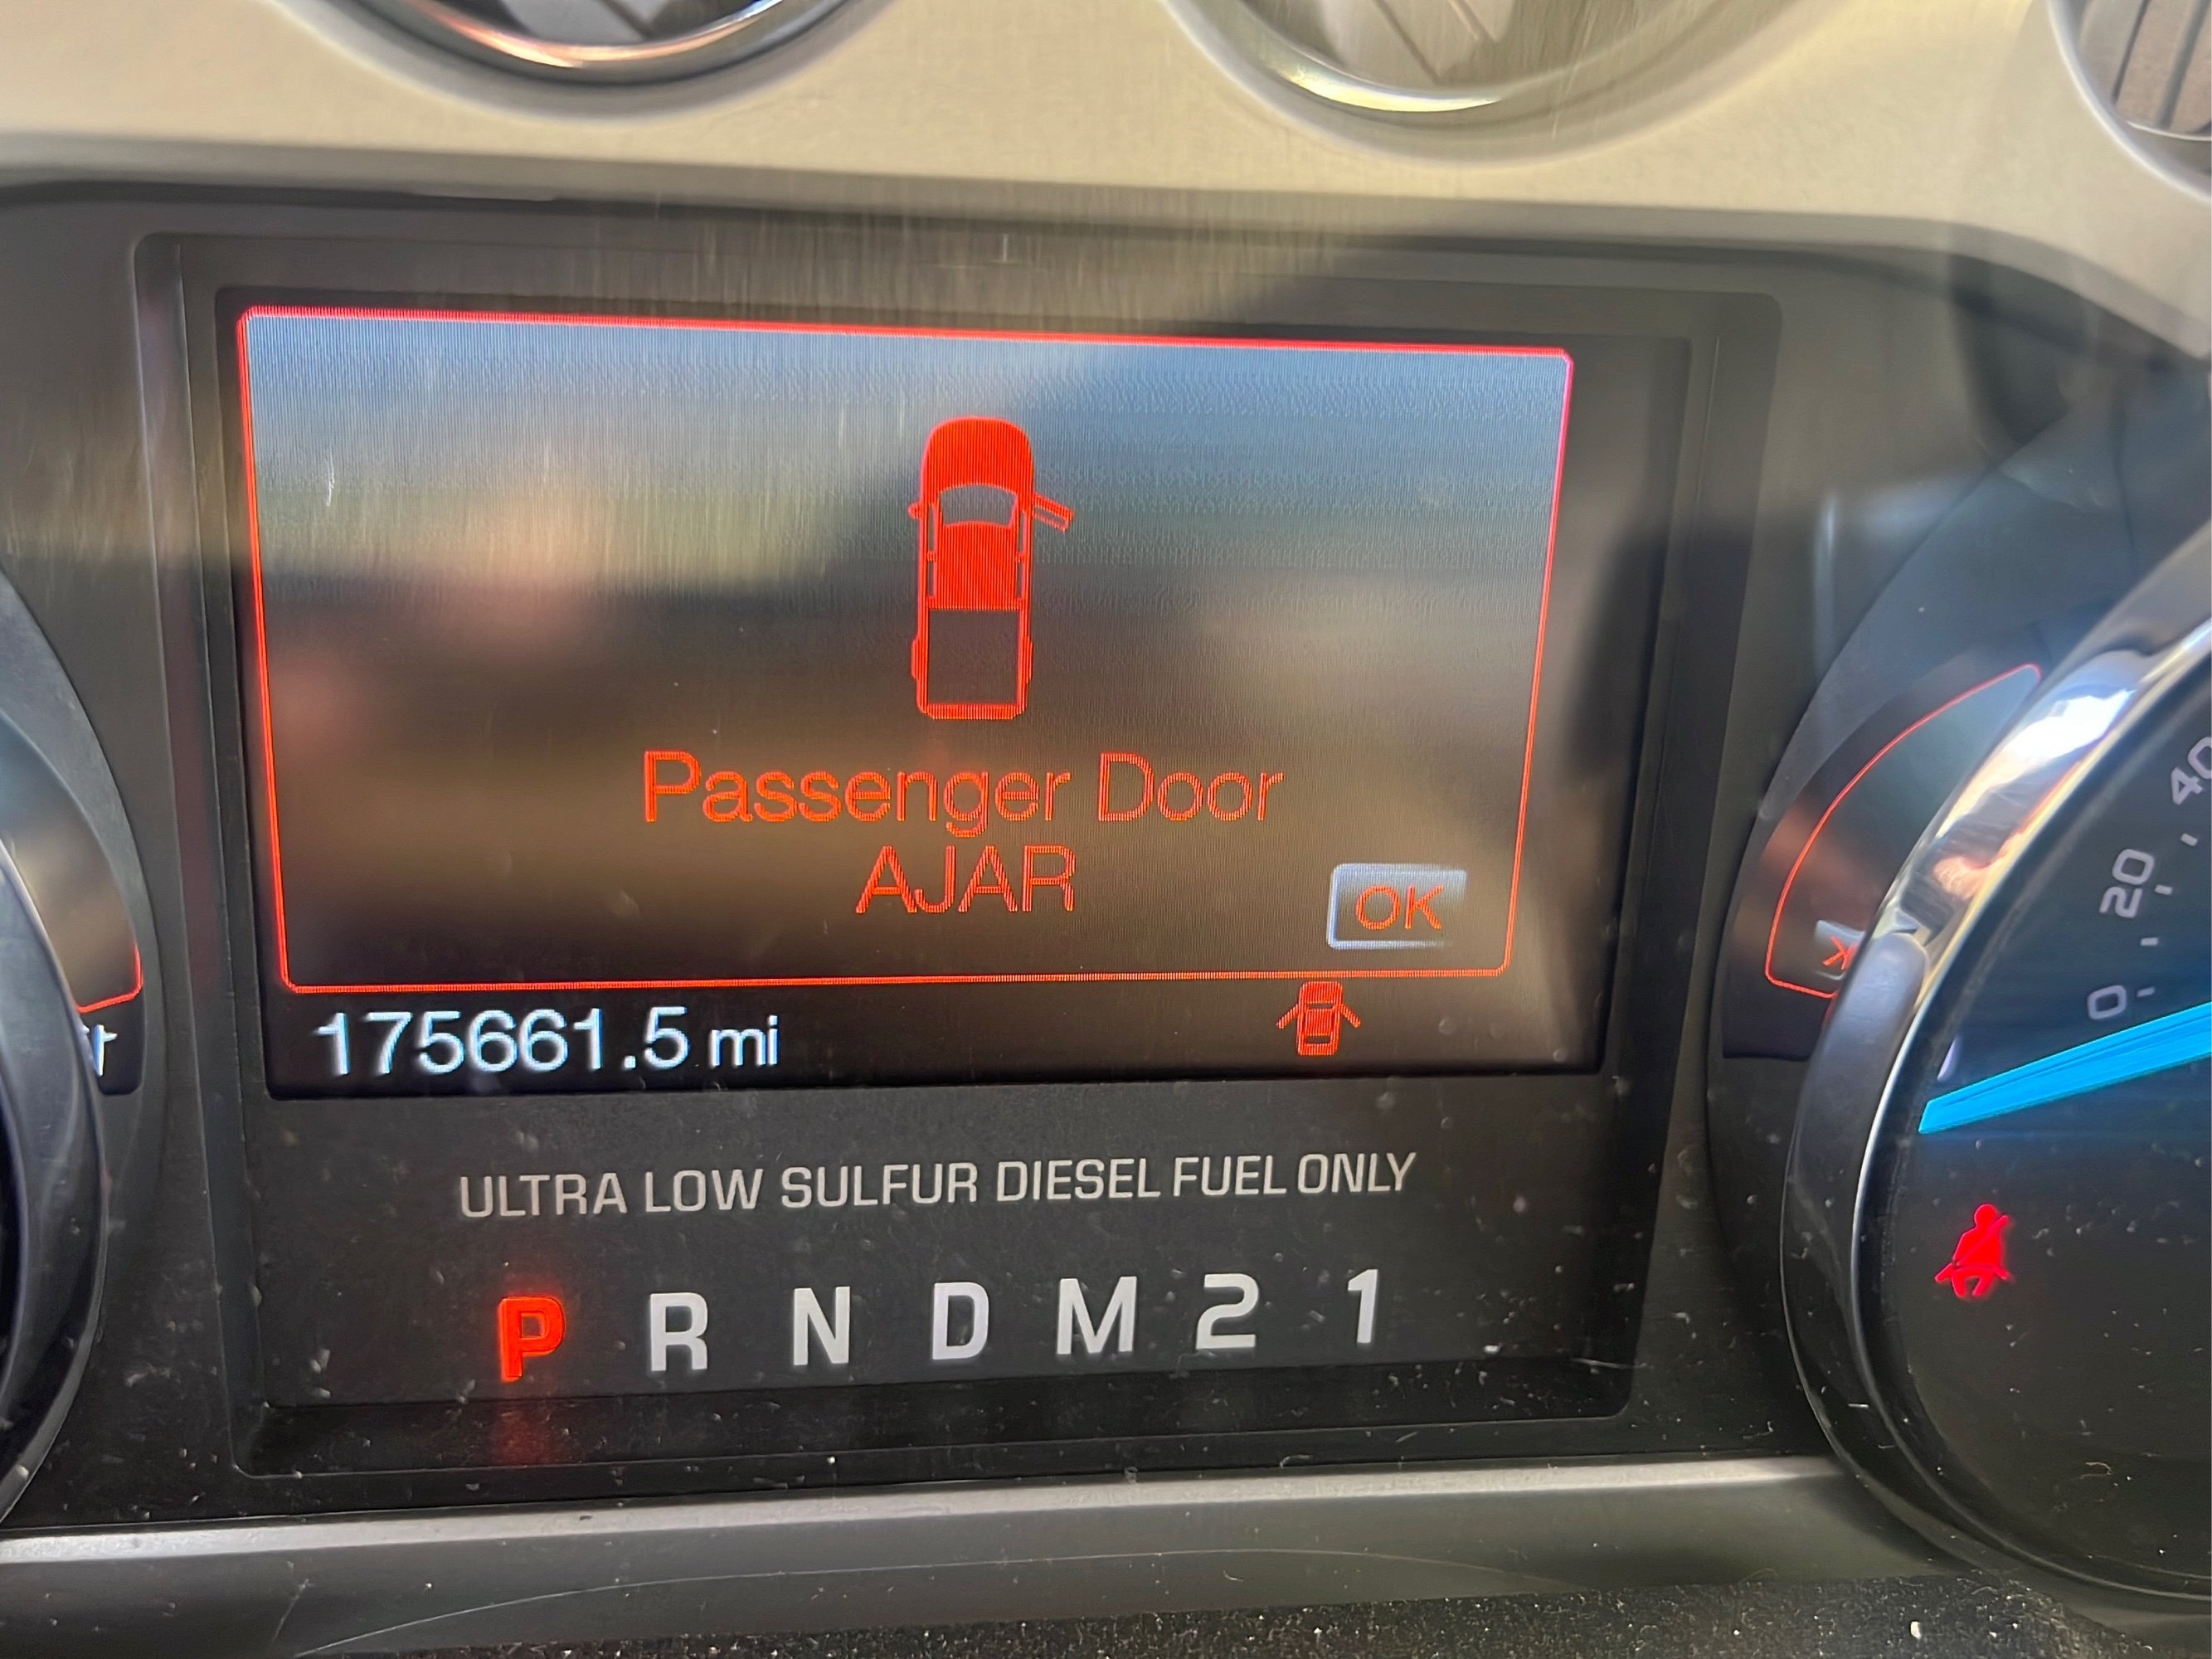 Passenger Door
AJAR
OK
175661.5 mi
ULTRA LOW SULFUR DIESEL FUEL ONLY
P R N D M 2 1
40
20
0